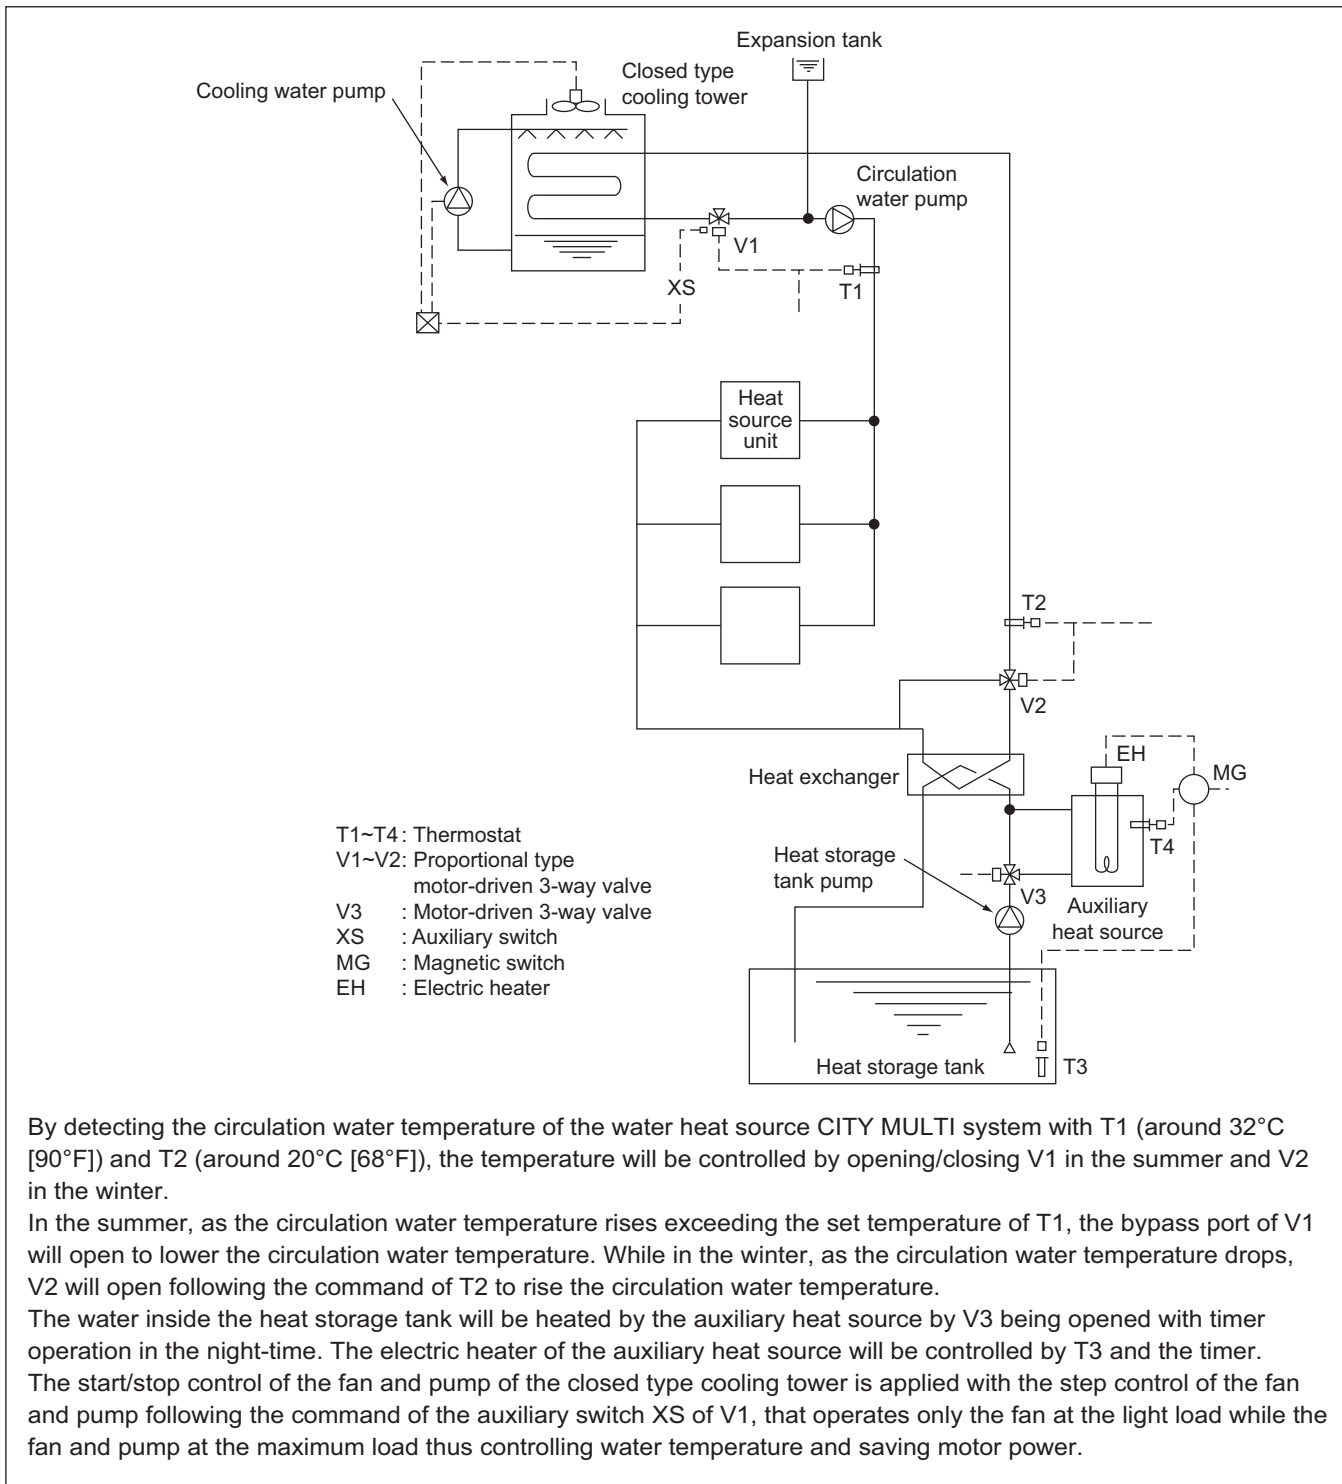 Expansion tank
Closed type
cooling tower
Cooling water pump
Circulation
water pump
V1
XS
T1
Heat
source
unit
T2
V2
EH
MG
Heat exchanger
T4
T1~T4 : Thermostat
V1~V2: Proportional type
motor-driven 3-way valve
V3 : Motor-driven 3-way valve
XS : Auxiliary switch
MG : Magnetic switch
EH : Electric heater
Heat storage
tank pump
V3
Auxiliary
heat source
Heat storage tank
T3
By detecting the circulation water temperature of the water heat source CITY MULTI system with T1 (around 32°C
[90°F]) and T2 (around 20°C [68°F]), the temperature will be controlled by opening/closing V1 in the summer and V2
in the winter.
In the summer, as the circulation water temperature rises exceeding the set temperature of T1, the bypass port of V1
will open to lower the circulation water temperature. While in the winter, as the circulation water temperature drops,
V2 will open following the command of T2 to rise the circulation water temperature.
The water inside the heat storage tank will be heated by the auxiliary heat source by V3 being opened with timer
operation in the night-time. The electric heater of the auxiliary heat source will be controlled by T3 and the timer.
The start/stop control of the fan and pump of the closed type cooling tower is applied with the step control of the fan
and pump following the command of the auxiliary switch XS of V1, that operates only the fan at the light load while the
fan and pump at the maximum load thus controlling water temperature and saving motor power.